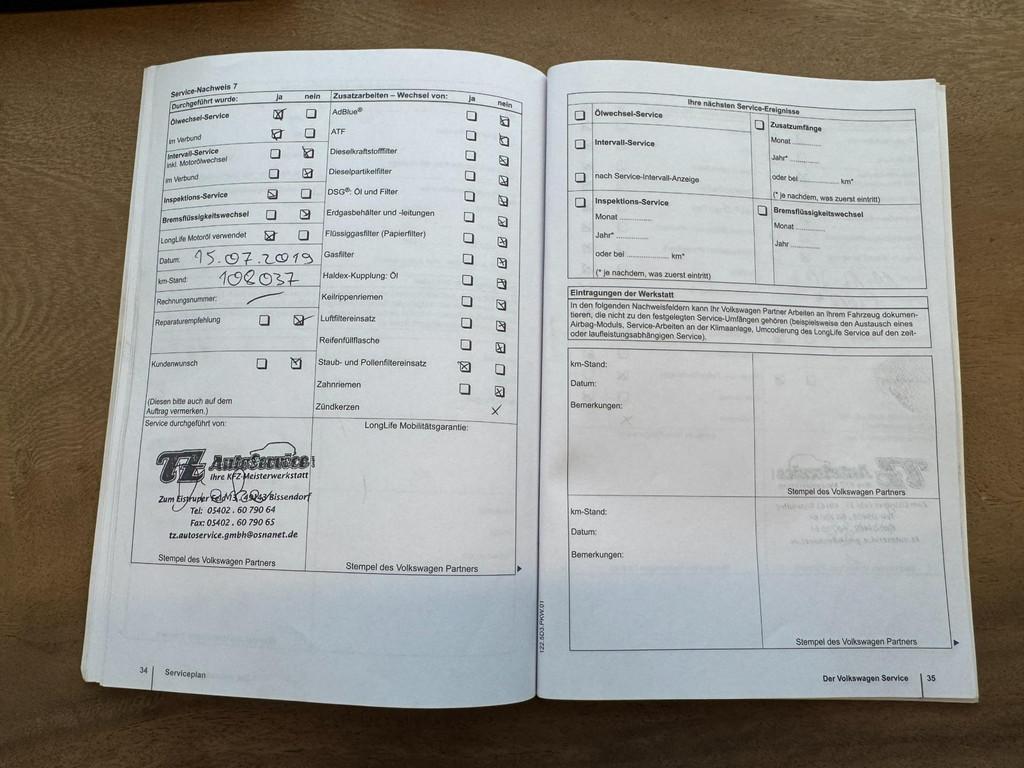 Service-Nachweis 7
Durchgeführt wurde: ja nein
Ölwechsel-Service
im Verbund
Intervall-Service
inkl. Motorölwechsel
im Verbund
Inspektions-Service
Bremsflüssigkeitswechsel
LongLife Motoröl verwendet
Datum: 15.07.2019
km-Stand: 108037
Rechnungsnummer:
Reparaturempfehlung
Kundenwunsch
(Diesen bitte auch auf dem
Auftrag vermerken.)
Zusatzarbeiten – Wechsel von: ja nein
AdBlue®
ATF
Dieselkraftstofffilter
Dieselpartikelfilter
DSG®: Öl und Filter
Erdgasbehälter und -leitungen
Flüssiggasfilter (Papierfilter)
Gasfilter
Haldex-Kupplung: Öl
Keilrippenriemen
Luftfiltereinsatz
Reifenfüllflasche
Staub- und Pollenfiltereinsatz
Zahnriemen
Zündkerzen
Service durchgeführt von:
TZ Autoservice
Ihre KFZ-Meisterwerkstatt
Zum Eistruper Feld 13, 49143 Bissendorf
Tel: 05402 . 60 790 64
Fax: 05402 . 60 790 65
tz.autoservice.gmbh@osnanet.de
Stempel des Volkswagen Partners
LongLife Mobilitätsgarantie:
Stempel des Volkswagen Partners
34 Serviceplan
122.5D3.PKW.01
Ihre nächsten Service-Ereignisse
Ölwechsel-Service
Intervall-Service
nach Service-Intervall-Anzeige
Inspektions-Service
Monat ..............
Jahr* ..............
oder bei .................. km*
(* je nachdem, was zuerst eintritt)
Zusatzumfänge
Monat ..............
Jahr* ..............
oder bei .................. km*
(* je nachdem, was zuerst eintritt)
Bremsflüssigkeitswechsel
Monat ..............
Jahr ..............
Eintragungen der Werkstatt
In den folgenden Nachweisfeldern kann Ihr Volkswagen Partner Arbeiten an Ihrem Fahrzeug dokumen-
tieren, die nicht zu den festgelegten Service-Umfängen gehören (beispielsweise den Austausch eines
Airbag-Moduls, Service-Arbeiten an der Klimaanlage, Umcodierung des LongLife Service auf den zeit-
oder laufleistungsabhängigen Service).
km-Stand:
Datum:
Bemerkungen:
Stempel des Volkswagen Partners
km-Stand:
Datum:
Bemerkungen:
Stempel des Volkswagen Partners
Der Volkswagen Service 35